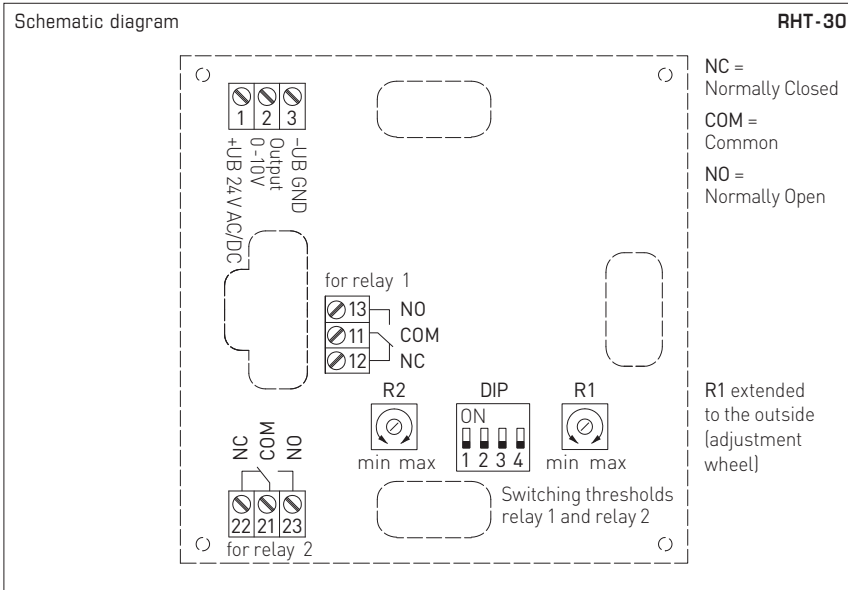 Schematic diagram
RHT-30
NC =
Normally Closed
COM =
Common
NO =
Normally Open
1 2 3
+UB 24V AC/DC
Output
0-10V
-UB GND
for relay 1
13 NO
11 COM
12 NC
R2
DIP
R1
ON
1 2 3 4
min max
min max
R1 extended
to the outside
(adjustment
wheel)
Switching thresholds
relay 1 and relay 2
NC
COM
NO
22 21 23
for relay 2